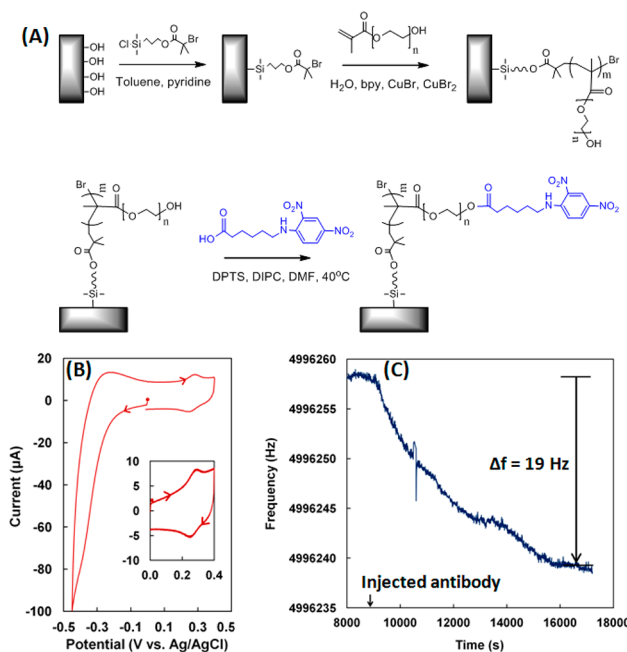 (A)
OH
OH
OH
OH
Cl Si O O Br
Toluene, pyridine
Si O O Br
O O OH n
H₂O, bpy, CuBr, CuBr₂
Si O O Br m
O O n OH
Br m O O O n OH
O O
Si
HO O N H NO₂ NO₂
DPTS, DIPC, DMF, 40°C
Br m O O O n O O N H NO₂ NO₂
O O
Si
(B)
Current (µA)
20
0
-20
-40
-60
-80
-100
-0.5 -0.3 -0.1 0.1 0.3 0.5
Potential (V vs. Ag/AgCl)
10
5
0
-5
-10
0.0 0.2 0.4
(C)
Frequency (Hz)
4996260
4996255
4996250
4996245
4996240
4996235
Δf = 19 Hz
Injected antibody
8000 10000 12000 14000 16000 18000
Time (s)